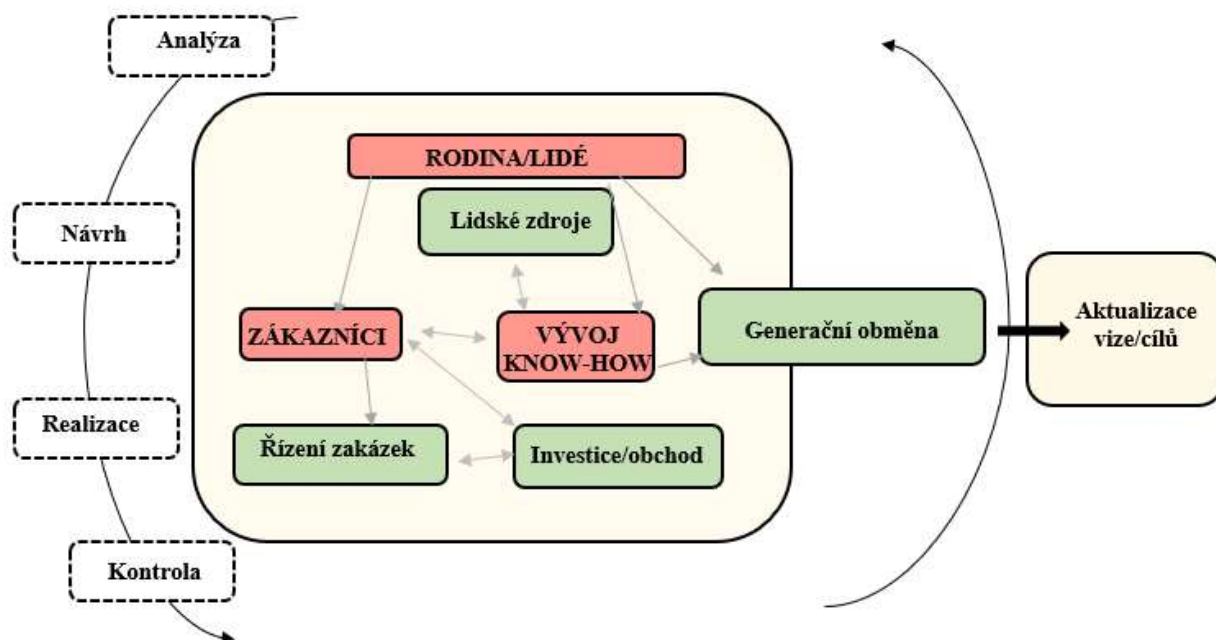 Analýza
Návrh
Realizace
Kontrola
RODINA/LIDÉ
Lidské zdroje
ZÁKAZNÍCI
VÝVOJ
KNOW-HOW
Generační obměna
Řízení zakázek
Investice/obchod
Aktualizace
vize/cílů